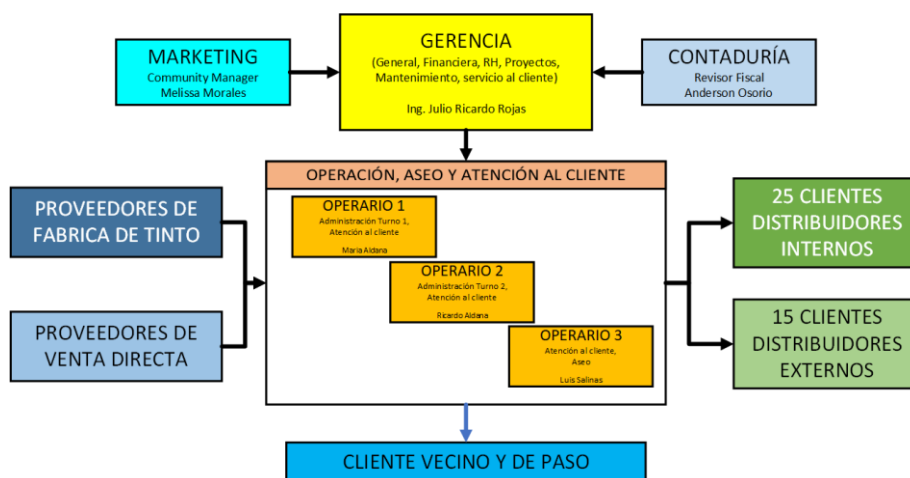 MARKETING
Community Manager
Melissa Morales
GERENCIA
(General, Financiera, RH, Proyectos,
Mantenimiento, servicio al cliente)
Ing. Julio Ricardo Rojas
CONTADURÍA
Revisor Fiscal
Anderson Osorio
OPERACIÓN, ASEO Y ATENCIÓN AL CLIENTE
PROVEEDORES DE
FABRICA DE TINTO
PROVEEDORES DE
VENTA DIRECTA
OPERARIO 1
Administración Turno 1,
Atención al cliente
Maria Aldana
OPERARIO 2
Administración Turno 2,
Atención al cliente
Ricardo Aldana
OPERARIO 3
Atención al cliente,
Aseo
Luis Salinas
25 CLIENTES
DISTRIBUIDORES
INTERNOS
15 CLIENTES
DISTRIBUIDORES
EXTERNOS
CLIENTE VECINO Y DE PASO